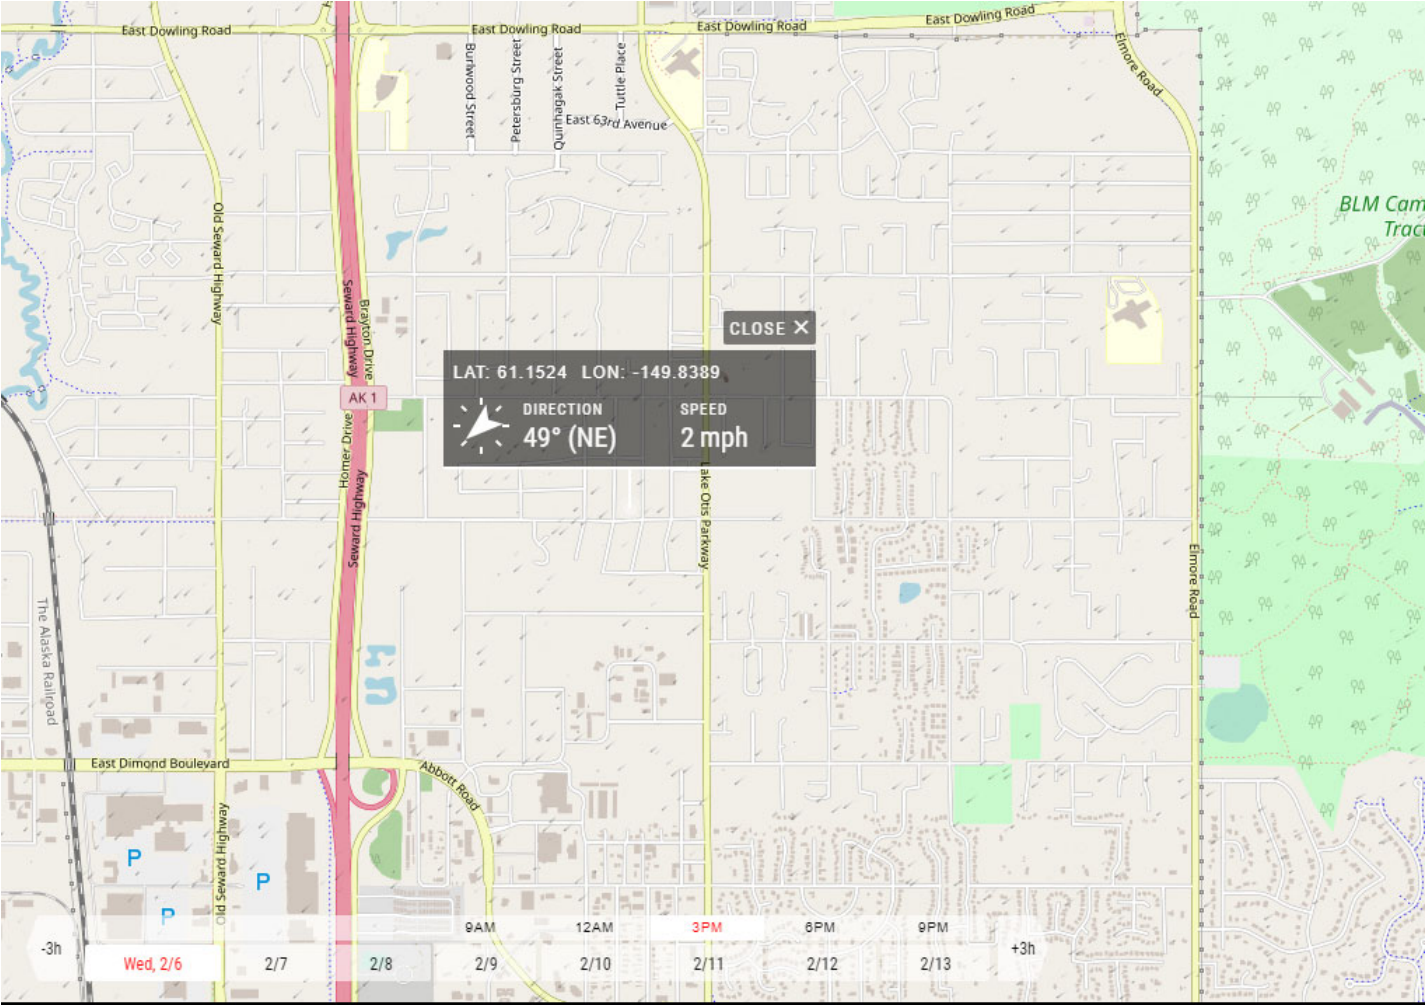 East Dowling Road
East Dowling Road
East Dowling Road
East Dowling Road
Elmore Road
Burlwood Street
Petersburg Street
Quinhagak Street
Tuttle Place
East 63rd Avenue
BLM Cam
Trac
Old Seward Highway
Seward Highway
Brayton Drive
CLOSE ×
LAT: 61.1524 LON: -149.8389
DIRECTION SPEED
49° (NE) 2 mph
AK 1
Homer Drive
Seward Highway
Lake Otis Parkway
Elmore Road
The Alaska Railroad
East Dimond Boulevard
Abbott Road
Old Seward Highway
P
P
P
9AM 12AM 3PM 6PM 9PM
-3h
Wed, 2/6 2/7 2/8 2/9 2/10 2/11 2/12 2/13
+3h